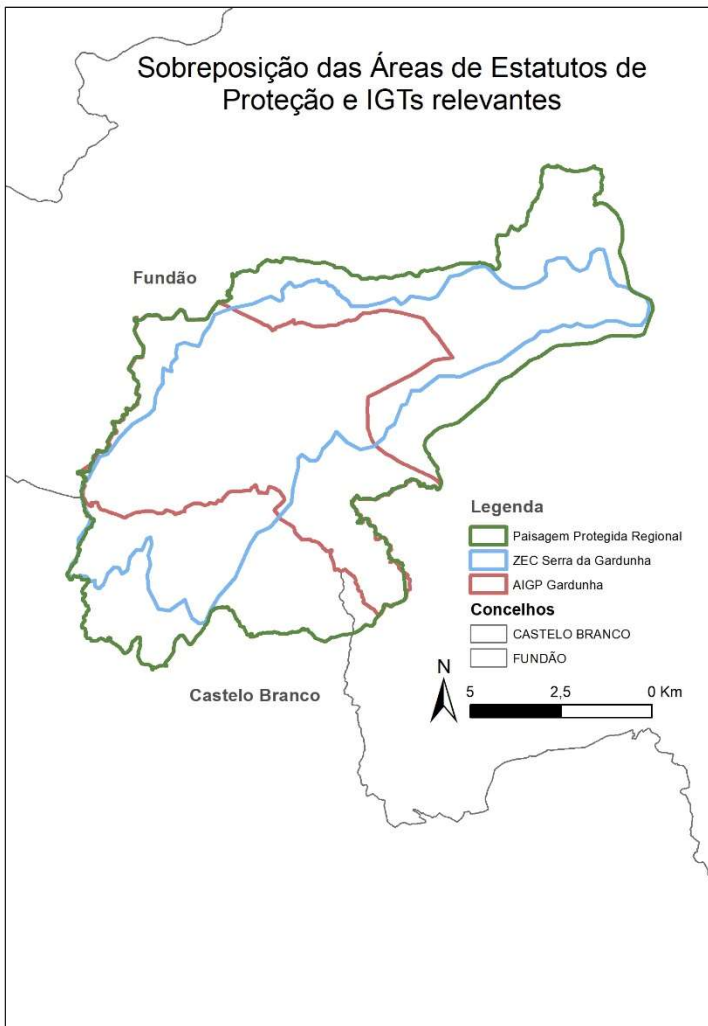 Sobreposição das Áreas de Estatutos de
Proteção e IGTs relevantes
Fundão
Legenda
Paisagem Protegida Regional
ZEC Serra da Gardunha
AIGP Gardunha
Concelhos
CASTELO BRANCO
FUNDÃO
Castelo Branco
N
5 2,5 0 Km